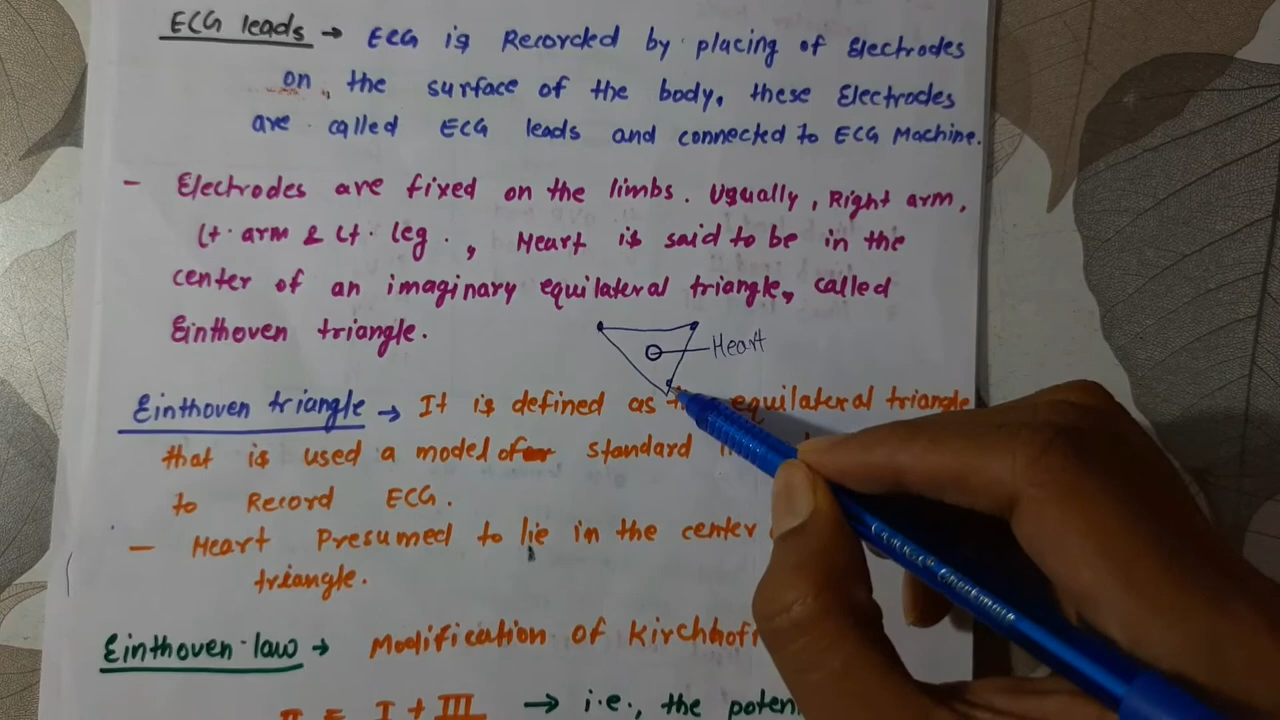 ECG leads → ECG is Recorded by placing of Electrodes
on the surface of the body. these Electrodes
are called ECG leads and connected to ECG Machine.
- Electrodes are fixed on the limbs. Usually, Right arm,
Lt. arm & Lt. leg., Heart is said to be in the
center of an imaginary equilateral triangle, called
Einthoven triangle.
Heart
Einthoven triangle → It is defined as equilateral triangle
that is used a model of standard
to Record ECG.
- Heart Presumed to lie in the center
triangle.
Einthoven law → Modification of Kirchhoff
II = I + III → i.e., the